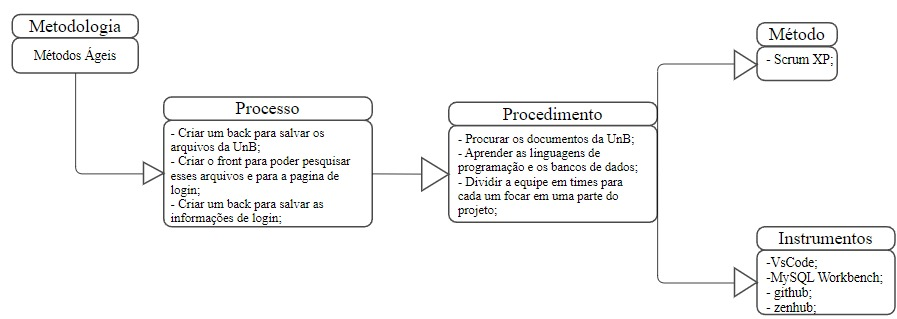 Metodologia
Métodos Ágeis
Processo
- Criar um back para salvar os
arquivos da UnB;
- Criar o front para poder pesquisar
esses arquivos e para a pagina de
login;
- Criar um back para salvar as
informações de login;
Procedimento
- Procurar os documentos da UnB;
- Aprender as linguagens de
programação e os bancos de dados;
- Dividir a equipe em times para
cada um focar em uma parte do
projeto;
Método
- Scrum XP;
Instrumentos
-VsCode;
-MySQL Workbench;
- github;
- zenhub;